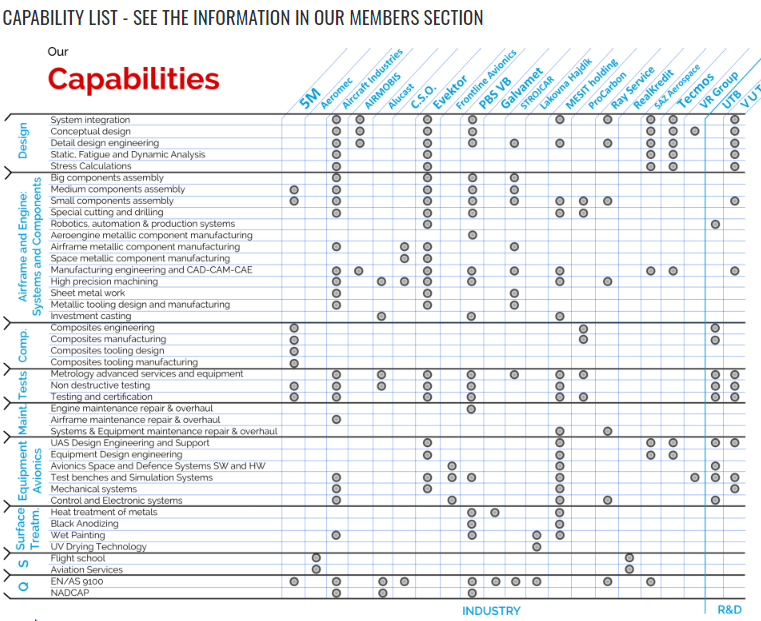 CAPABILITY LIST - SEE THE INFORMATION IN OUR MEMBERS SECTION
Our
Capabilities
5M
Aeromec
Aircraft Industries
AIRMOBIS
Alucast
C.S.O.
Evektor
Frontline Avionics
PBS VB
Galvamet
STROJCAR
Lakovna Hajdík
MESIT holding
ProCarbon
Ray Service
RealKredit
SAZ Aerospace
Tecmos
VR Group
UTB
V U T
Design
System integration
Conceptual design
Detail design engineering
Static, Fatigue and Dynamic Analysis
Stress Calculations
Airframe and Engine:
Systems and Components
Big components assembly
Medium components assembly
Small components assembly
Special cutting and drilling
Robotics, automation & production systems
Aeroengine metallic component manufacturing
Airframe metallic component manufacturing
Space metallic component manufacturing
Manufacturing engineering and CAD-CAM-CAE
High precision machining
Sheet metal work
Metallic tooling design and manufacturing
Investment casting
Comp.
Composites engineering
Composites manufacturing
Composites tooling design
Composites tooling manufacturing
Tests
Metrology advanced services and equipment
Non destructive testing
Testing and certification
Maint.
Engine maintenance repair & overhaul
Airframe maintenance repair & overhaul
Systems & Equipment maintenance repair & overhaul
Equipment
Avionics
UAS Design Engineering and Support
Equipment Design engineering
Avionics Space and Defence Systems SW and HW
Test benches and Simulation Systems
Mechanical systems
Control and Electronic systems
Surface
Treatm.
Heat treatment of metals
Black Anodizing
Wet Painting
UV Drying Technology
S
Flight school
Aviation Services
Q
EN/AS 9100
NADCAP
INDUSTRY
R&D